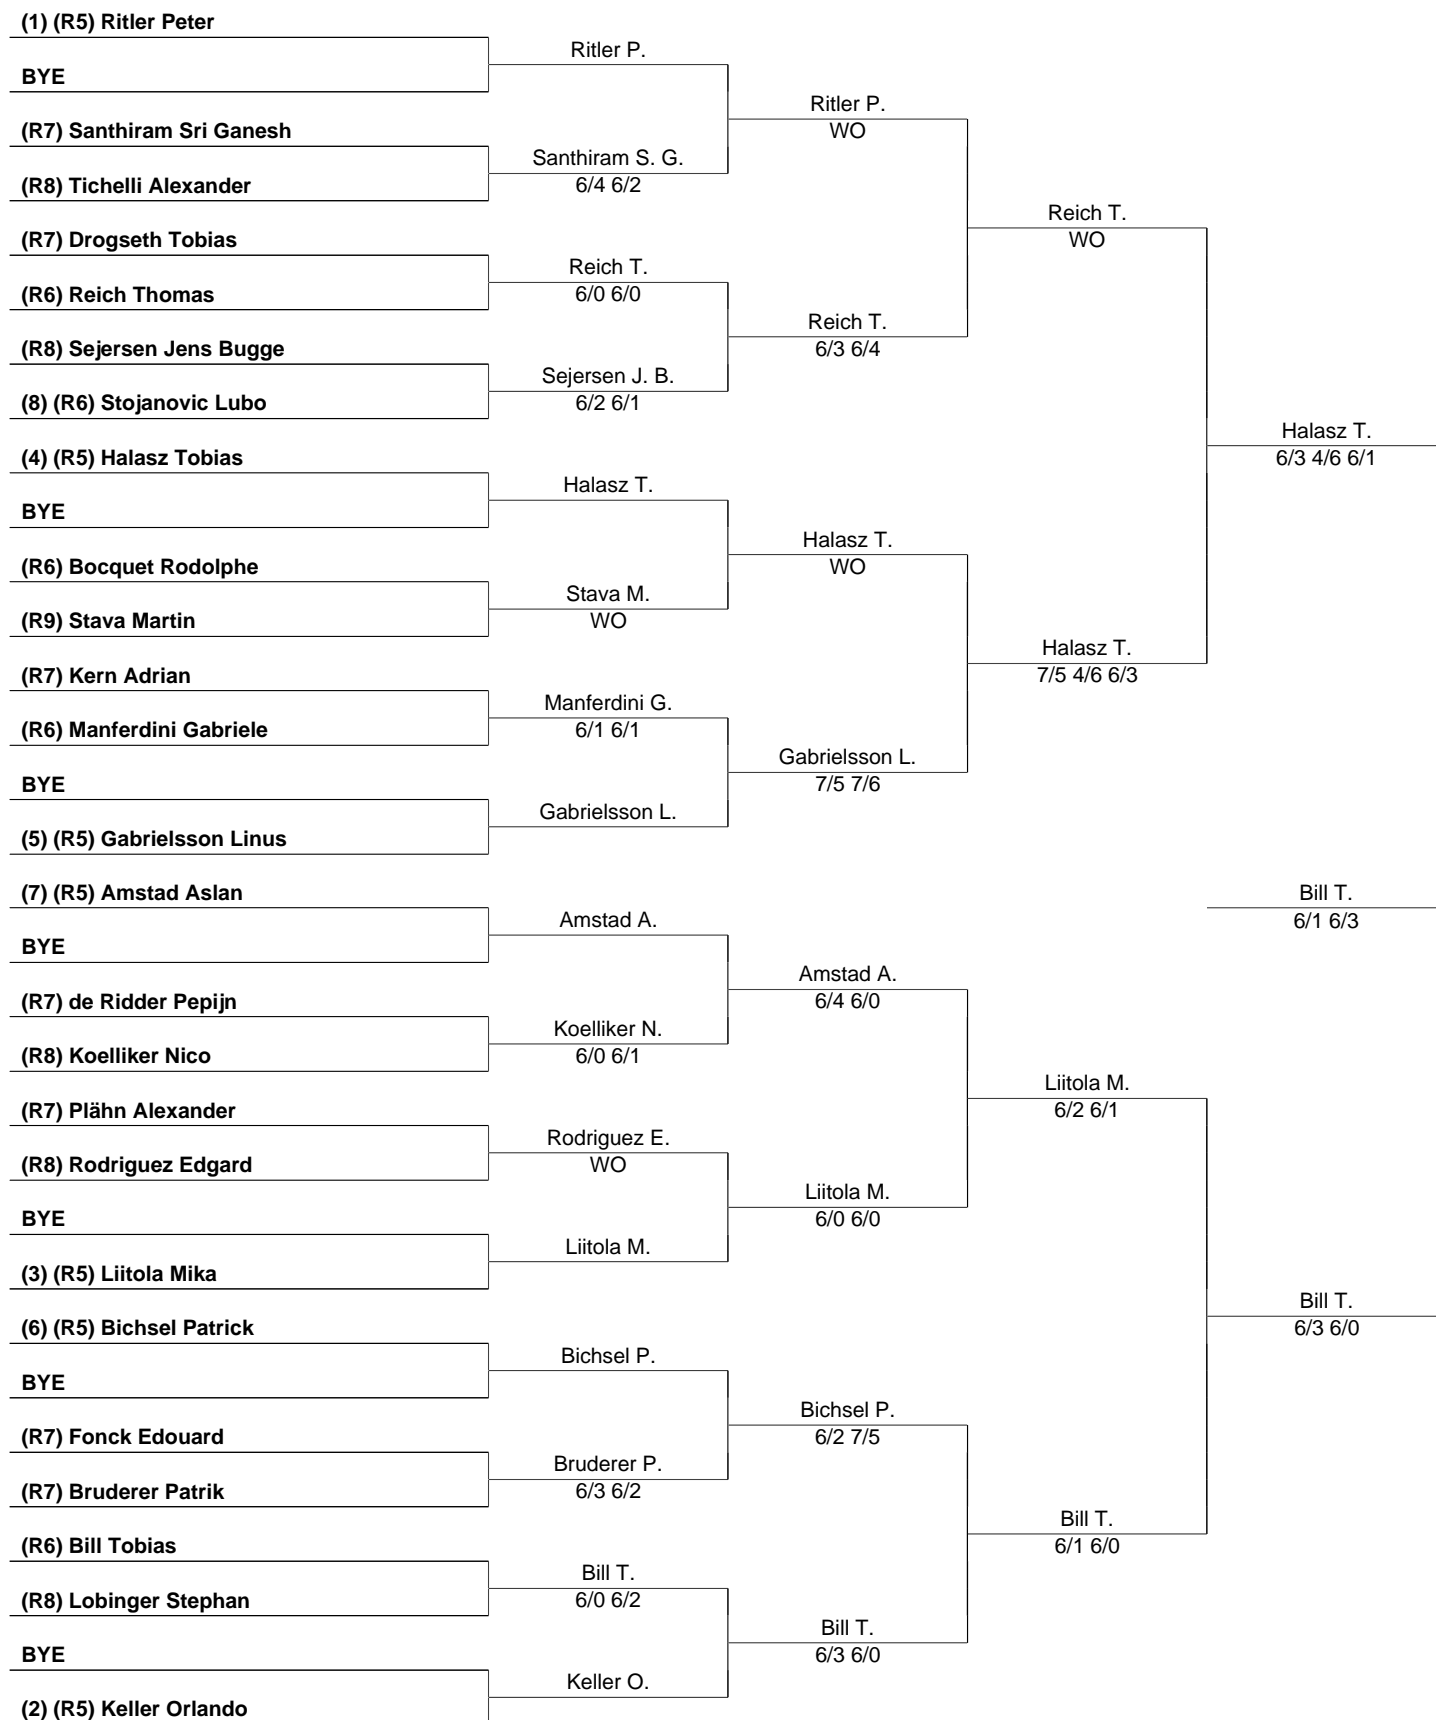 (1) (R5) Ritler Peter
BYE
(R7) Santhiram Sri Ganesh
(R8) Tichelli Alexander
(R7) Drogseth Tobias
(R6) Reich Thomas
(R8) Sejersen Jens Bugge
(8) (R6) Stojanovic Lubo
(4) (R5) Halasz Tobias
BYE
(R6) Bocquet Rodolphe
(R9) Stava Martin
(R7) Kern Adrian
(R6) Manferdini Gabriele
BYE
(5) (R5) Gabrielsson Linus
(7) (R5) Amstad Aslan
BYE
(R7) de Ridder Pepijn
(R8) Koelliker Nico
(R7) Plähn Alexander
(R8) Rodriguez Edgard
BYE
(3) (R5) Liitola Mika
(6) (R5) Bichsel Patrick
BYE
(R7) Fonck Edouard
(R7) Bruderer Patrik
(R6) Bill Tobias
(R8) Lobinger Stephan
BYE
(2) (R5) Keller Orlando
Ritler P.
Santhiram S. G.
6/4 6/2
Reich T.
6/0 6/0
Sejersen J. B.
6/2 6/1
Halasz T.
Stava M.
WO
Manferdini G.
6/1 6/1
Gabrielsson L.
Amstad A.
Koelliker N.
6/0 6/1
Rodriguez E.
WO
Liitola M.
Bichsel P.
Bruderer P.
6/3 6/2
Bill T.
6/0 6/2
Keller O.
Ritler P.
WO
Reich T.
6/3 6/4
Halasz T.
WO
Gabrielsson L.
7/5 7/6
Amstad A.
6/4 6/0
Liitola M.
6/0 6/0
Bichsel P.
6/2 7/5
Bill T.
6/3 6/0
Reich T.
WO
Halasz T.
7/5 4/6 6/3
Liitola M.
6/2 6/1
Bill T.
6/1 6/0
Halasz T.
6/3 4/6 6/1
Bill T.
6/1 6/3
Bill T.
6/3 6/0